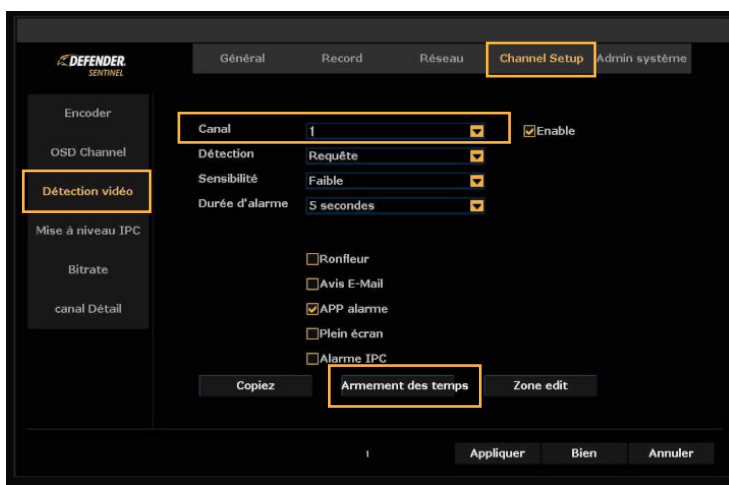 DEFENDER
SENTINEL
Général Record Réseau Channel Setup Admin système
Encoder
OSD Channel
Détection vidéo
Mise à niveau IPC
Bitrate
canal Détail
Canal 1 Enable
Détection Requête
Sensibilité Faible
Durée d'alarme 5 secondes
Ronfleur
Avis E-Mail
APP alarme
Plein écran
Alarme IPC
Copiez Armement des temps Zone edit
1 Appliquer Bien Annuler